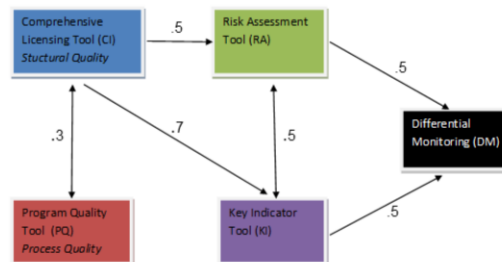 Comprehensive
Licensing Tool (CI)
Stuctural Quality
.5
Risk Assessment
Tool (RA)
.5
.3
.7
.5
Differential
Monitoring (DM)
Program Quality
Tool (PQ)
Process Quality
Key Indicator
Tool (KI)
.5